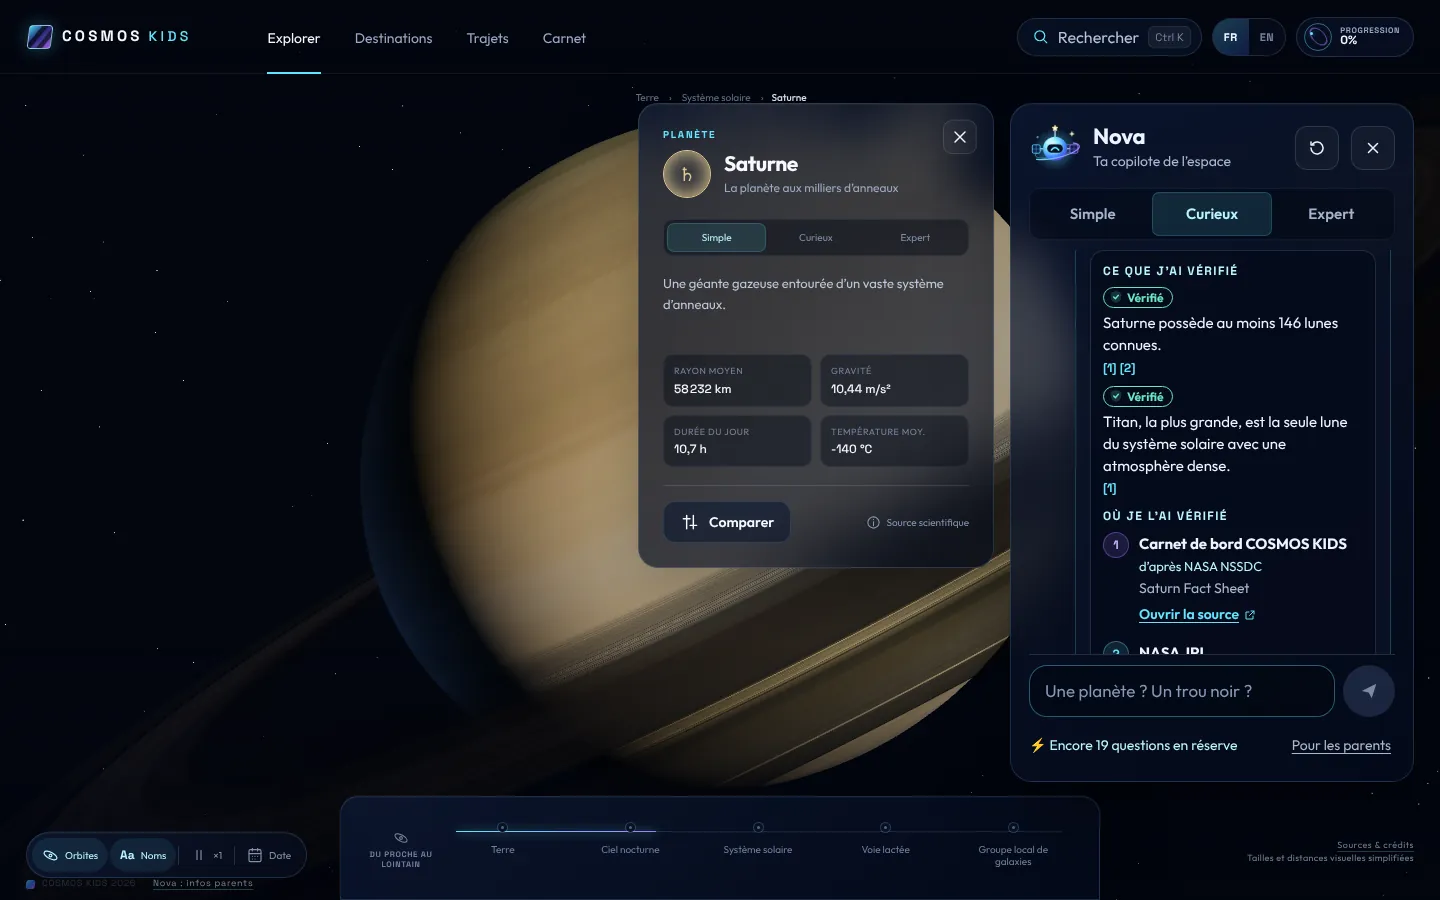 COSMOS KIDS
Explorer
Destinations
Trajets
Carnet
Rechercher
Ctrl K
FR
EN
PROGRESSION
0%
Terre › Système solaire › Saturne
PLANÈTE
Saturne
La planète aux milliers d'anneaux
Simple
Curieux
Expert
Une géante gazeuse entourée d'un vaste système
d'anneaux.
RAYON MOYEN
58 232 km
GRAVITÉ
10,44 m/s²
DURÉE DU JOUR
10,7 h
TEMPÉRATURE MOY.
-140 °C
Comparer
Source scientifique
Nova
Ta copilote de l'espace
Simple
Curieux
Expert
CE QUE J'AI VÉRIFIÉ
Vérifié
Saturne possède au moins 146 lunes
connues.
[1] [2]
Vérifié
Titan, la plus grande, est la seule lune
du système solaire avec une
atmosphère dense.
[1]
OÙ JE L'AI VÉRIFIÉ
1
Carnet de bord COSMOS KIDS
d'après NASA NSSDC
Saturn Fact Sheet
Ouvrir la source
2
NASA JPL
Une planète ? Un trou noir ?
Encore 19 questions en réserve
Pour les parents
DU PROCHE AU
LOINTAIN
Terre
Ciel nocturne
Système solaire
Voie lactée
Groupe local de
galaxies
Orbites
Aa Noms
×1
Date
COSMOS KIDS 2026
Nova : infos parents
Sources & crédits
Tailles et distances visuelles simplifiées